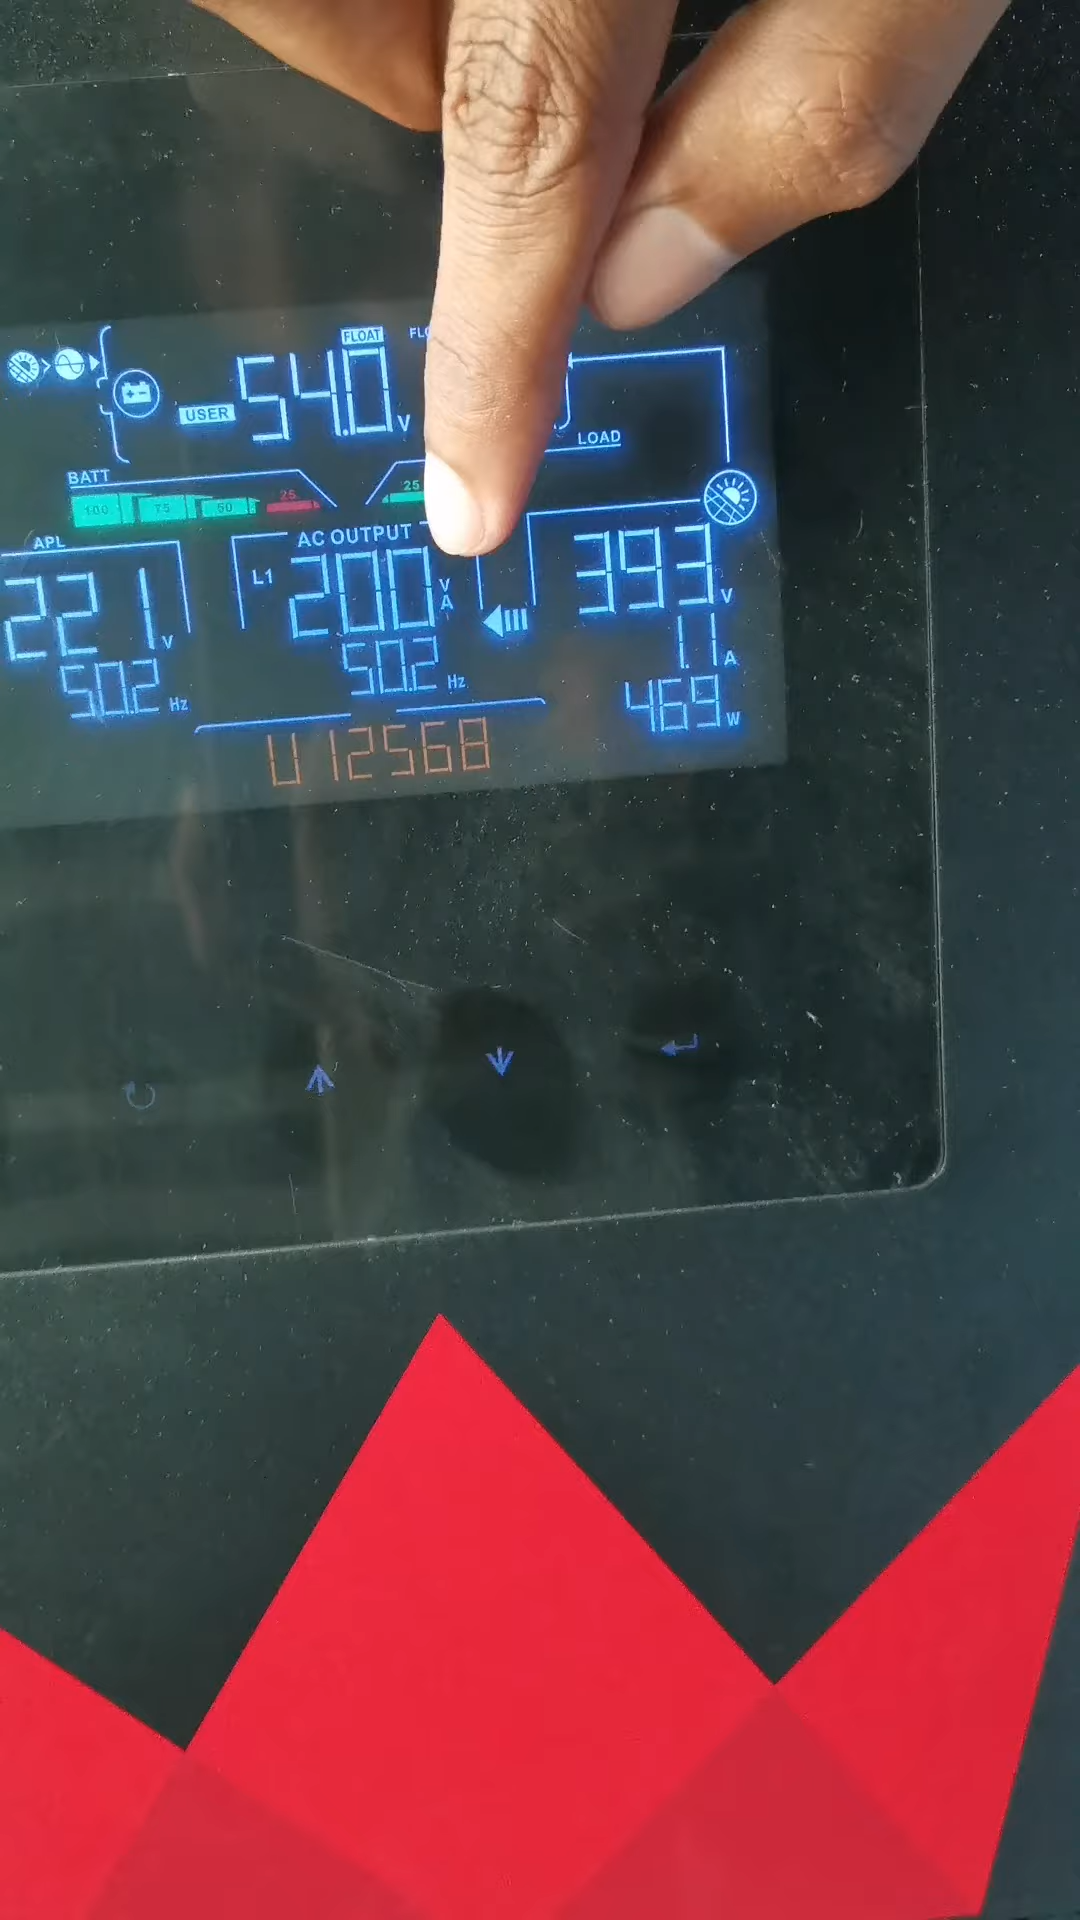 FLOAT
USER -54.0 V
LOAD
BATT
100 75 50 25 25
APL
AC OUTPUT
221 V
L1 200 VA
393 V
50.2 Hz
50.2 Hz
1.1 A
469 W
U12568